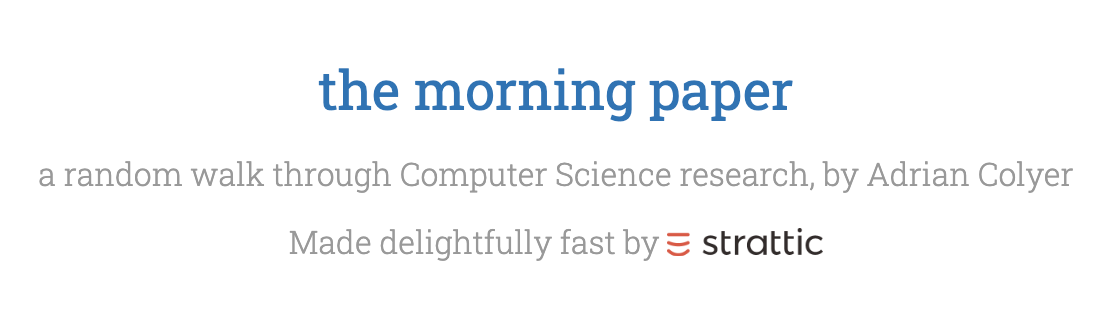 the morning paper
a random walk through Computer Science research, by Adrian Colyer
Made delightfully fast by strattic